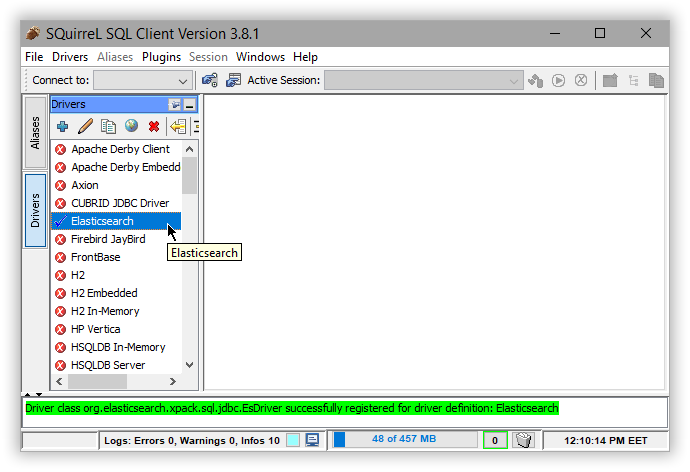 SQuirreL SQL Client Version 3.8.1
File Drivers Aliases Plugins Session Windows Help
Connect to: Active Session:
Aliases
Drivers
Drivers
Apache Derby Client
Apache Derby Embedd
Axion
CUBRID JDBC Driver
Elasticsearch
Firebird JayBird
Elasticsearch
FrontBase
H2
H2 Embedded
H2 In-Memory
HP Vertica
HSQLDB In-Memory
HSQLDB Server
Driver class org.elasticsearch.xpack.sql.jdbc.EsDriver successfully registered for driver definition: Elasticsearch
Logs: Errors 0, Warnings 0, Infos 10 48 of 457 MB 0 12:10:14 PM EET